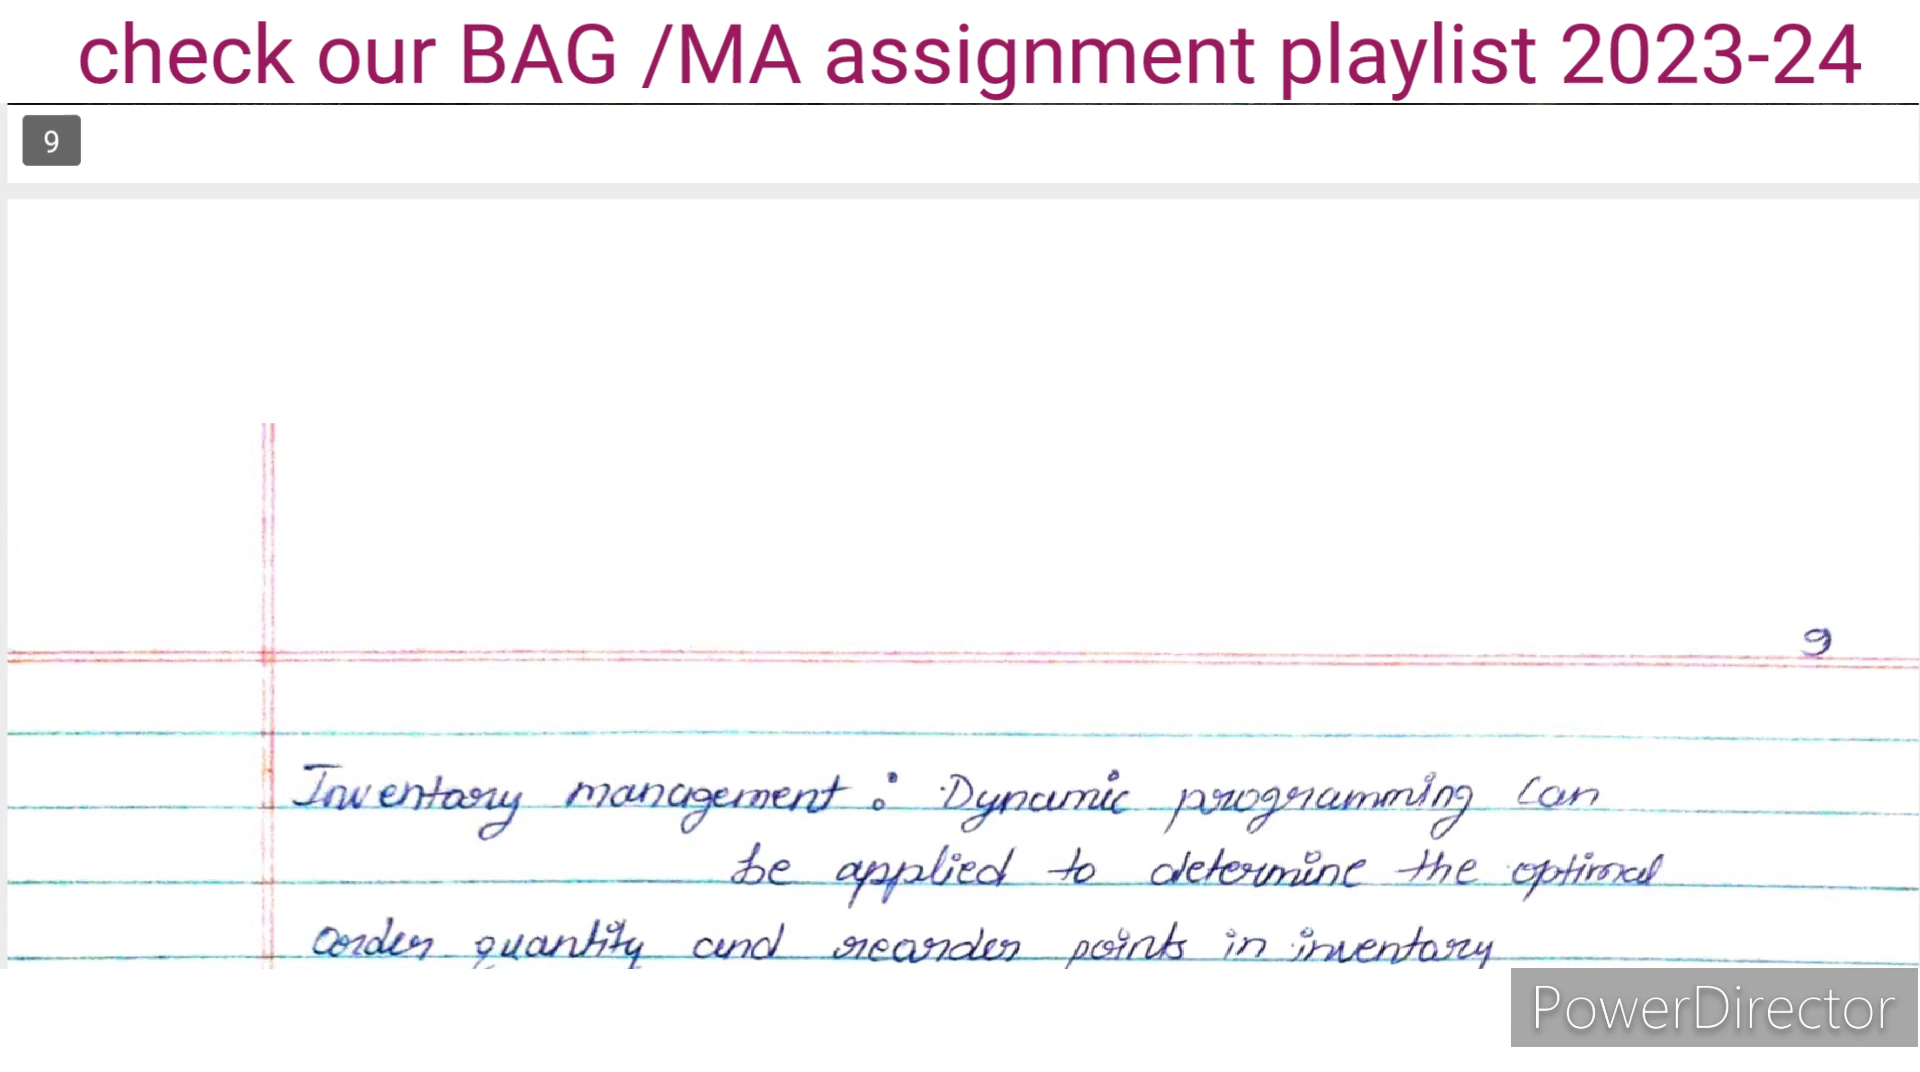 check our BAG /MA assignment playlist 2023-24
9
9
Inventory management : Dynamic programming can
be applied to determine the optimal
order quantity and reorder points in inventory
PowerDirector